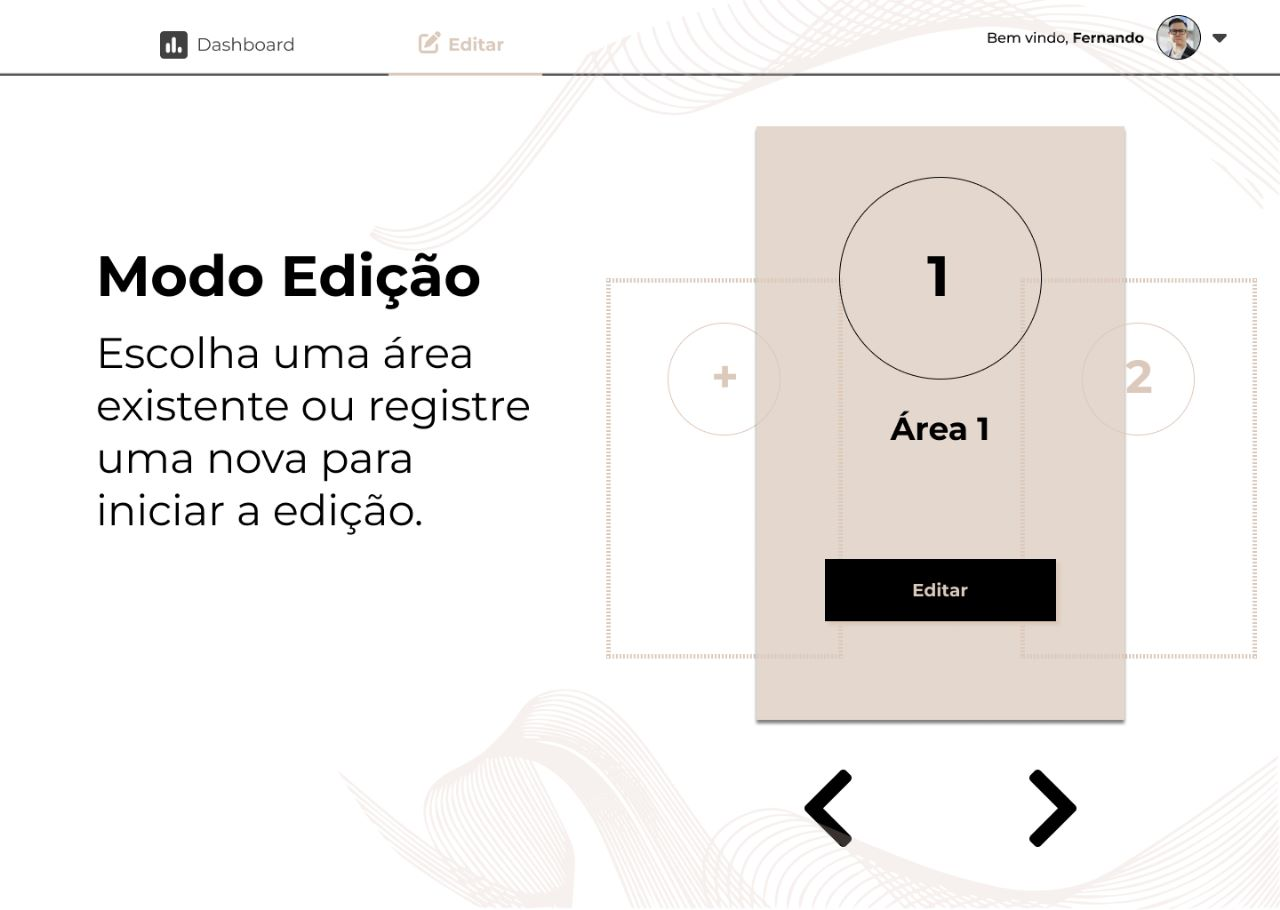 Dashboard
Editar
Bem vindo, Fernando
Modo Edição
Escolha uma área
existente ou registre
uma nova para
iniciar a edição.
+
1
2
Área 1
Editar